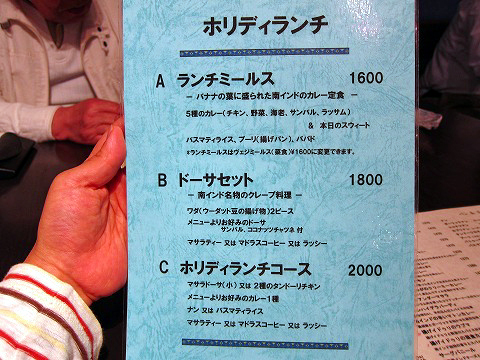 ホリディランチ
A ランチミールス 1600
― バナナの葉に盛られた南インドのカレー定食 ―
5種のカレー(チキン、野菜、海老、サンバル、ラッサム)
& 本日のスウィート
バスマティライス、プーリ(揚げパン)、パパド
*ランチミールスはヴェジミールス(菜食)¥1600に変更できます。
B ドーサセット 1800
― 南インド名物のクレープ料理 ―
ワダ(ウーダット豆の揚げ物)2ピース
メニューよりお好みのドーサ
サンバル、ココナッツチャツネ 付
マサラティー 又は マドラスコーヒー 又は ラッシー
C ホリディランチコース 2000
マサラドーサ(小) 又は 2種のタンドーリチキン
メニューよりお好みのカレー1種
ナン 又は バスマティライス
マサラティー 又は マドラスコーヒー 又は ラッシー